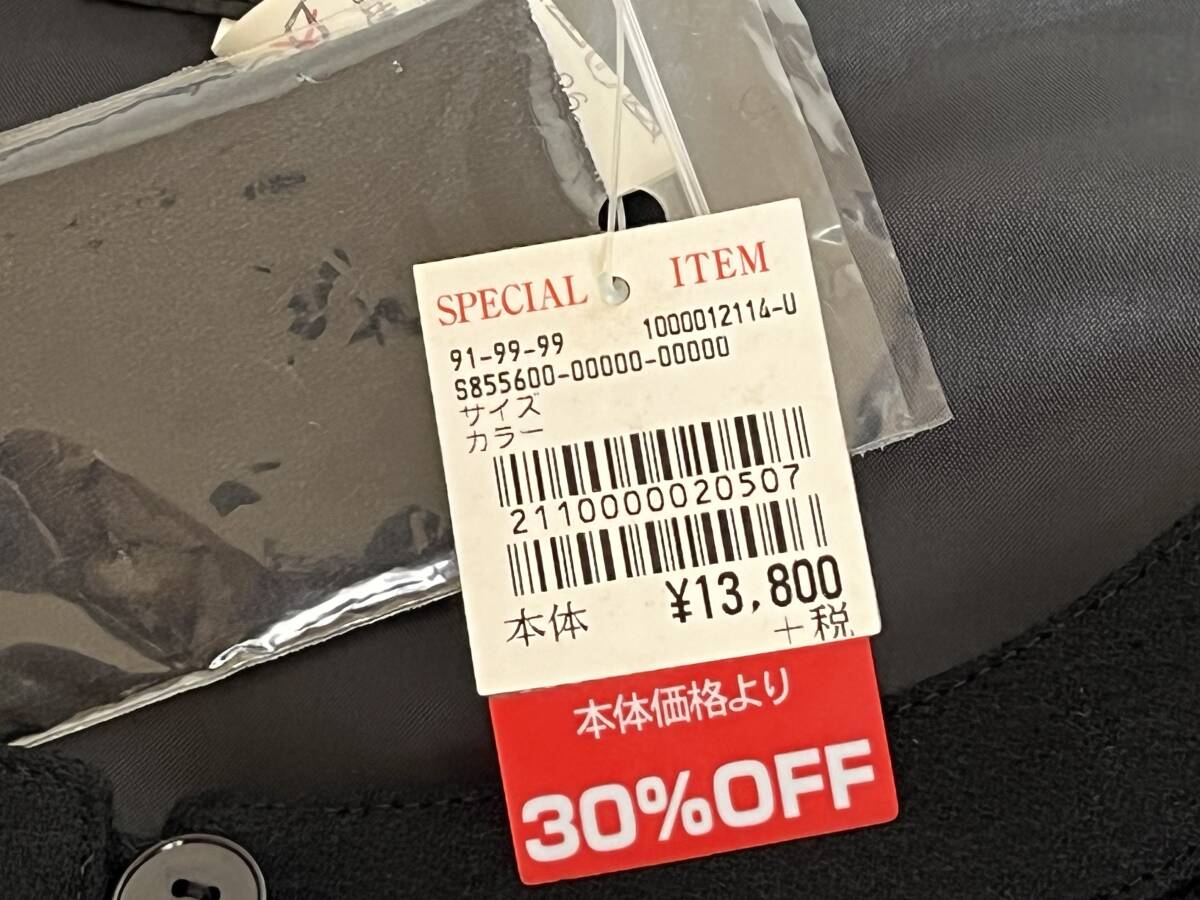 SPECIAL ITEM
91-99-99 1000012114-U
S855600-00000-00000
サイズ
カラー
2110000020507
本体 ¥13,800
+税
本体価格より
30%OFF